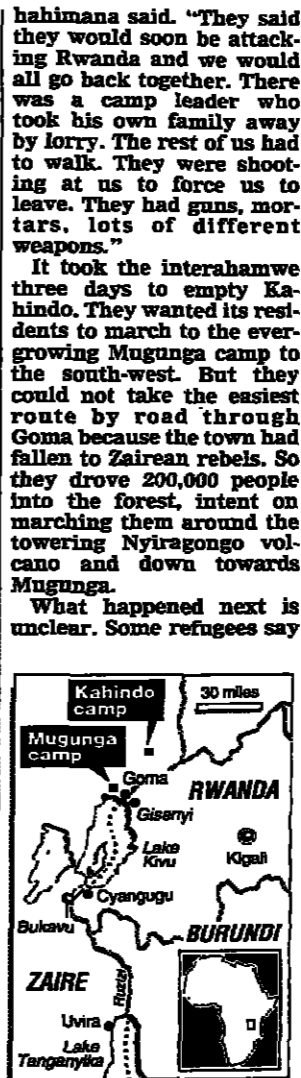 hahimana said. “They said
they would soon be attack-
ing Rwanda and we would
all go back together. There
was a camp leader who
took his own family away
by lorry. The rest of us had
to walk. They were shoot-
ing at us to force us to
leave. They had guns, mor-
tars, lots of different
weapons.”
It took the interahamwe
three days to empty Ka-
hindo. They wanted its resi-
dents to march to the ever-
growing Mugunga camp to
the south-west. But they
could not take the easiest
route by road through
Goma because the town had
fallen to Zairean rebels. So
they drove 200,000 people
into the forest, intent on
marching them around the
towering Nyiragongo vol-
cano and down towards
Mugunga.
What happened next is
unclear. Some refugees say
Kahindo
camp
30 miles
Mugunga
camp
Goma
RWANDA
Gisenyi
Lake
Kivu
Kigali
Cyangugu
Bukavu
BURUNDI
ZAIRE
Ruzizi
Uvira
Lake
Tanganyika